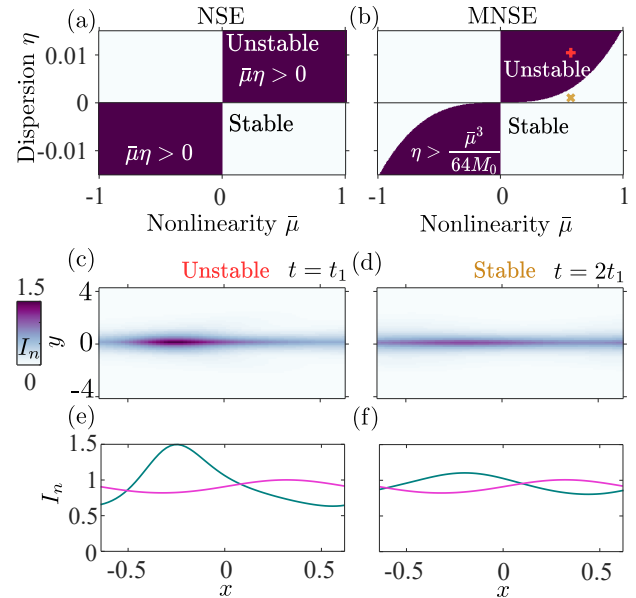 (a) NSE (b) MNSE
Dispersion η
0.01
0
-0.01
Unstable
μ̄η > 0
Stable
μ̄η > 0
Unstable
Stable
η > μ̄³/64M₀
-1 0 1 -1 0 1
Nonlinearity μ̄ Nonlinearity μ̄
(c) Unstable t = t₁ (d) Stable t = 2t₁
1.5
Iₙ
0
y
4
0
-4
(e) (f)
Iₙ
1.5
1
0.5
0
-0.5 0 0.5 -0.5 0 0.5
x x